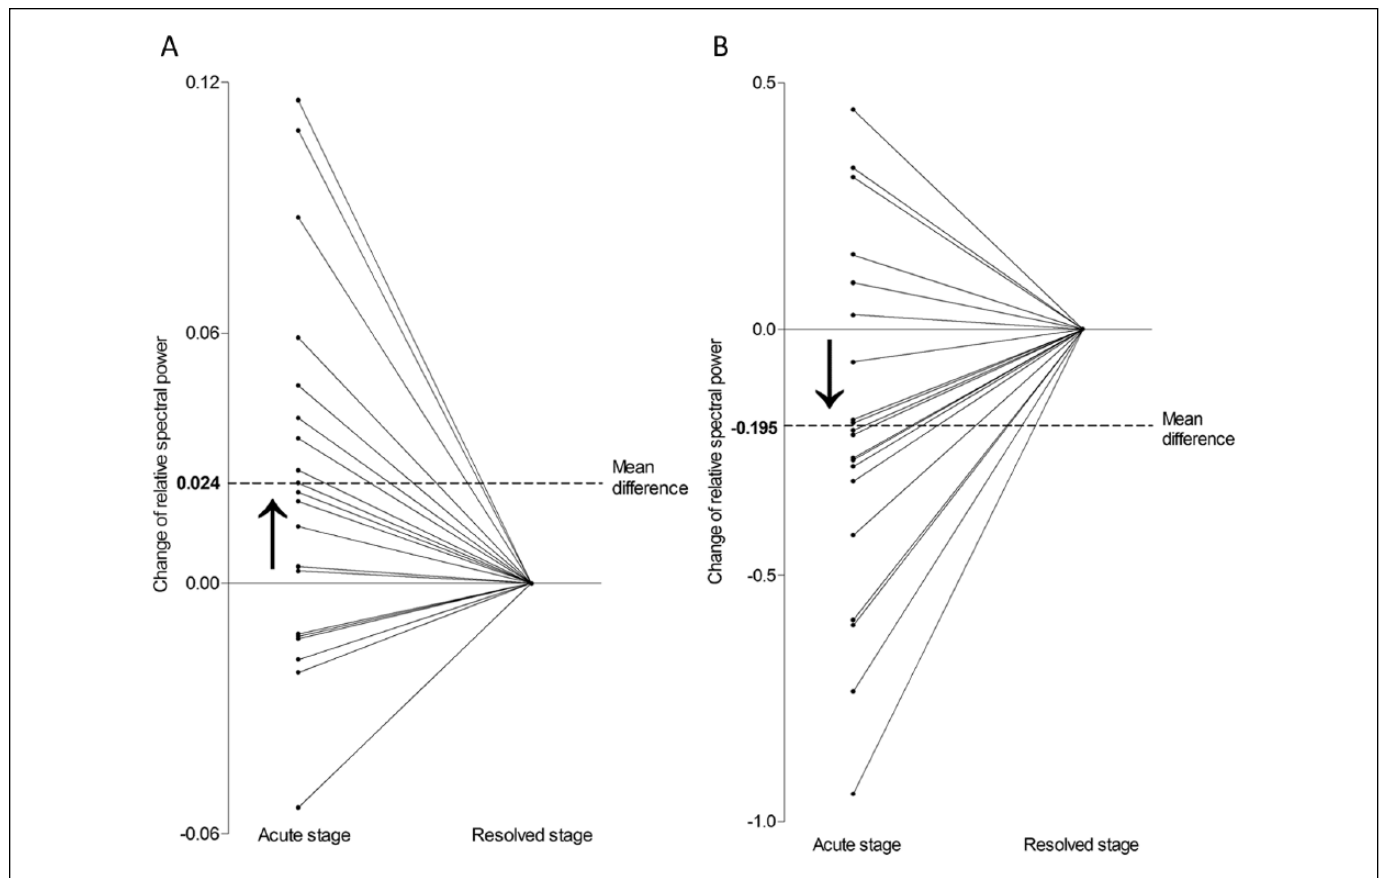 A
0.12
0.06
0.024
0.00
-0.06
Change of relative spectral power
Mean
difference
Acute stage
Resolved stage
B
0.5
0.0
-0.195
-0.5
-1.0
Change of relative spectral power
Mean
difference
Acute stage
Resolved stage